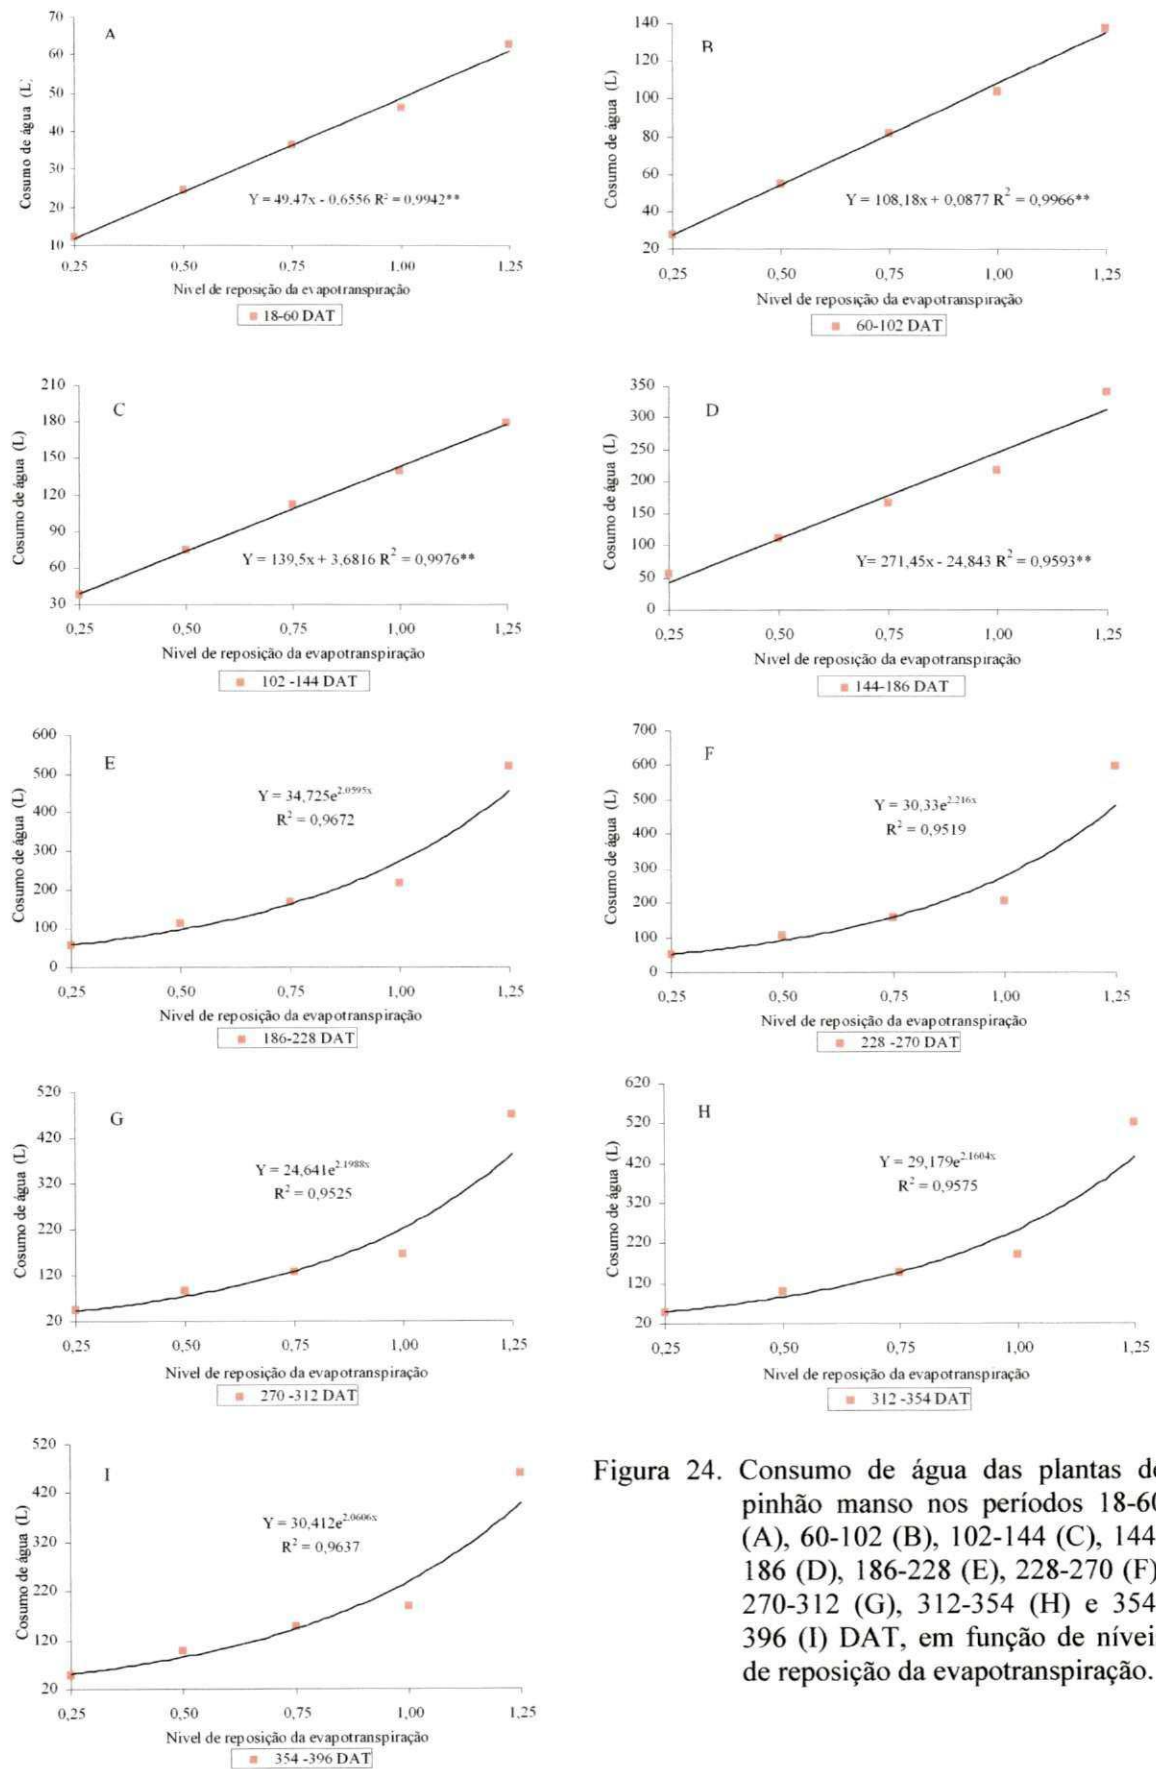 A
Cosumo de água (L)
70
60
50
40
30
20
10
0,25 0,50 0,75 1,00 1,25
Y = 49.47x - 0.6556 R² = 0,9942**
Nivel de reposição da evapotranspiração
18-60 DAT
B
Cosumo de água (L)
140
120
100
80
60
40
20
0,25 0,50 0,75 1,00 1,25
Y = 108,18x + 0,0877 R² = 0,9966**
Nivel de reposição da evapotranspiração
60-102 DAT
C
Cosumo de água (L)
210
180
150
120
90
60
30
0,25 0,50 0,75 1,00 1,25
Y = 139,5x + 3,6816 R² = 0,9976**
Nivel de reposição da evapotranspiração
102 -144 DAT
D
Cosumo de água (L)
350
300
250
200
150
100
50
0
0,25 0,50 0,75 1,00 1,25
Y= 271,45x - 24,843 R² = 0,9593**
Nivel de reposição da evapotranspiração
144-186 DAT
E
Cosumo de água (L)
600
500
400
300
200
100
0
0,25 0,50 0,75 1,00 1,25
Y = 34,725e^2.0595x
R² = 0,9672
Nivel de reposição da evapotranspiração
186-228 DAT
F
Cosumo de água (L)
700
600
500
400
300
200
100
0
0,25 0,50 0,75 1,00 1,25
Y = 30,33e^2.216x
R² = 0,9519
Nivel de reposição da evapotranspiração
228 -270 DAT
G
Cosumo de água (L)
520
420
320
220
120
20
0,25 0,50 0,75 1,00 1,25
Y = 24,641e^2.1988x
R² = 0,9525
Nivel de reposição da evapotranspiração
270 -312 DAT
H
Cosumo de água (L)
620
520
420
320
220
120
20
0,25 0,50 0,75 1,00 1,25
Y = 29,179e^2.1604x
R² = 0,9575
Nivel de reposição da evapotranspiração
312 -354 DAT
I
Cosumo de água (L)
520
420
320
220
120
20
0,25 0,50 0,75 1,00 1,25
Y = 30,412e^2.0606x
R² = 0,9637
Nivel de reposição da evapotranspiração
354 -396 DAT
Figura 24. Consumo de água das plantas de
pinhão manso nos períodos 18-60
(A), 60-102 (B), 102-144 (C), 144-
186 (D), 186-228 (E), 228-270 (F)
270-312 (G), 312-354 (H) e 354
396 (I) DAT, em função de nívei
de reposição da evapotranspiração.